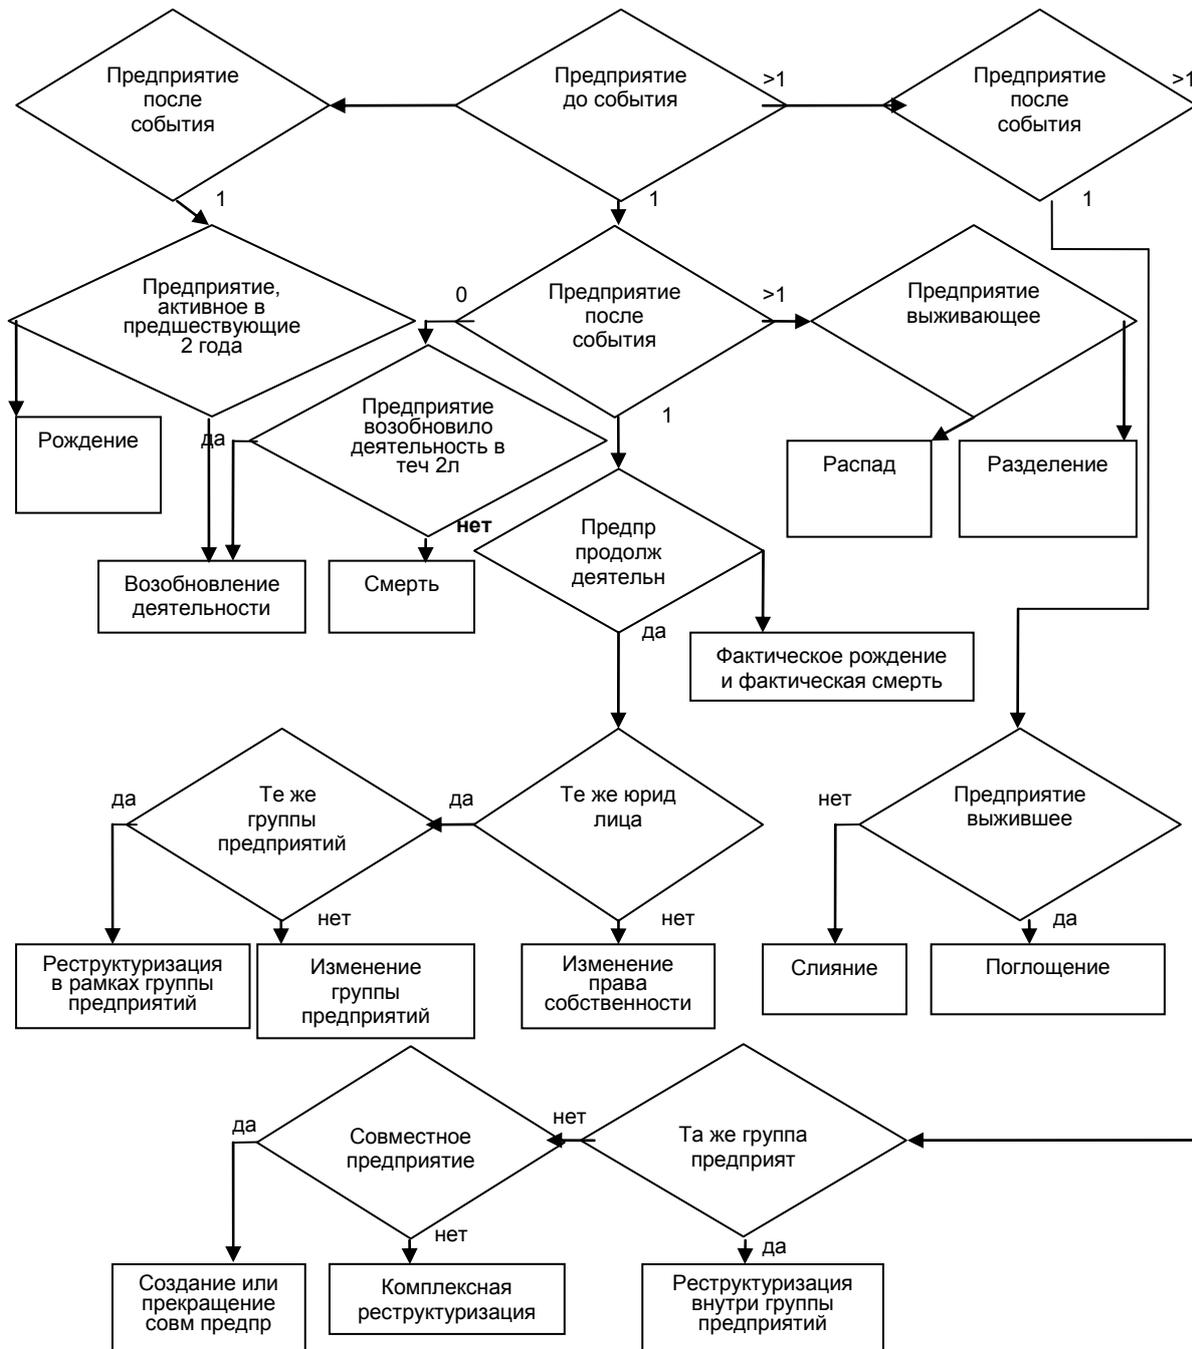 Предприятие
после
события
Предприятие
до события
>1
Предприятие
после
события
>1
1
1
1
Предприятие,
активное в
предшествующие
2 года
0
Предприятие
после
события
>1
Предприятие
выживающее
Рождение
да
Предприятие
возобновило
деятельность в
теч 2л
1
Распад
Разделение
нет
Предпр
продолж
деятельн
Возобновление
деятельности
Смерть
да
Фактическое рождение
и фактическая смерть
да
Те же
группы
предприятий
да
Те же юрид
лица
нет
Предприятие
выжившее
нет
нет
да
Реструктуризация
в рамках группы
предприятий
Изменение
группы
предприятий
Изменение
права
собственности
Слияние
Поглощение
да
Совместное
предприятие
нет
Та же группа
предприят
нет
да
Создание или
прекращение
совм предпр
Комплексная
реструктуризация
Реструктуризация
внутри группы
предприятий